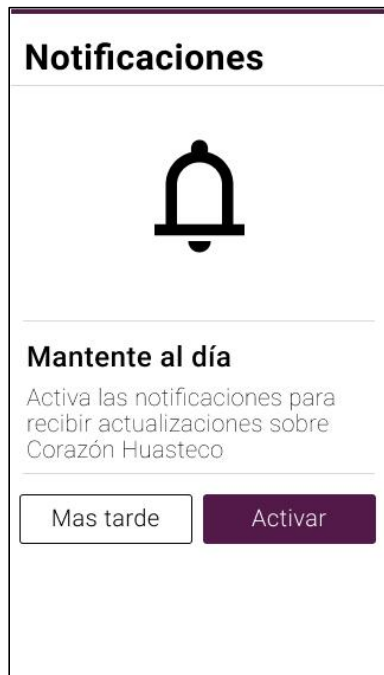 Notificaciones
Mantente al día
Activa las notificaciones para
recibir actualizaciones sobre
Corazón Huasteco
Mas tarde
Activar